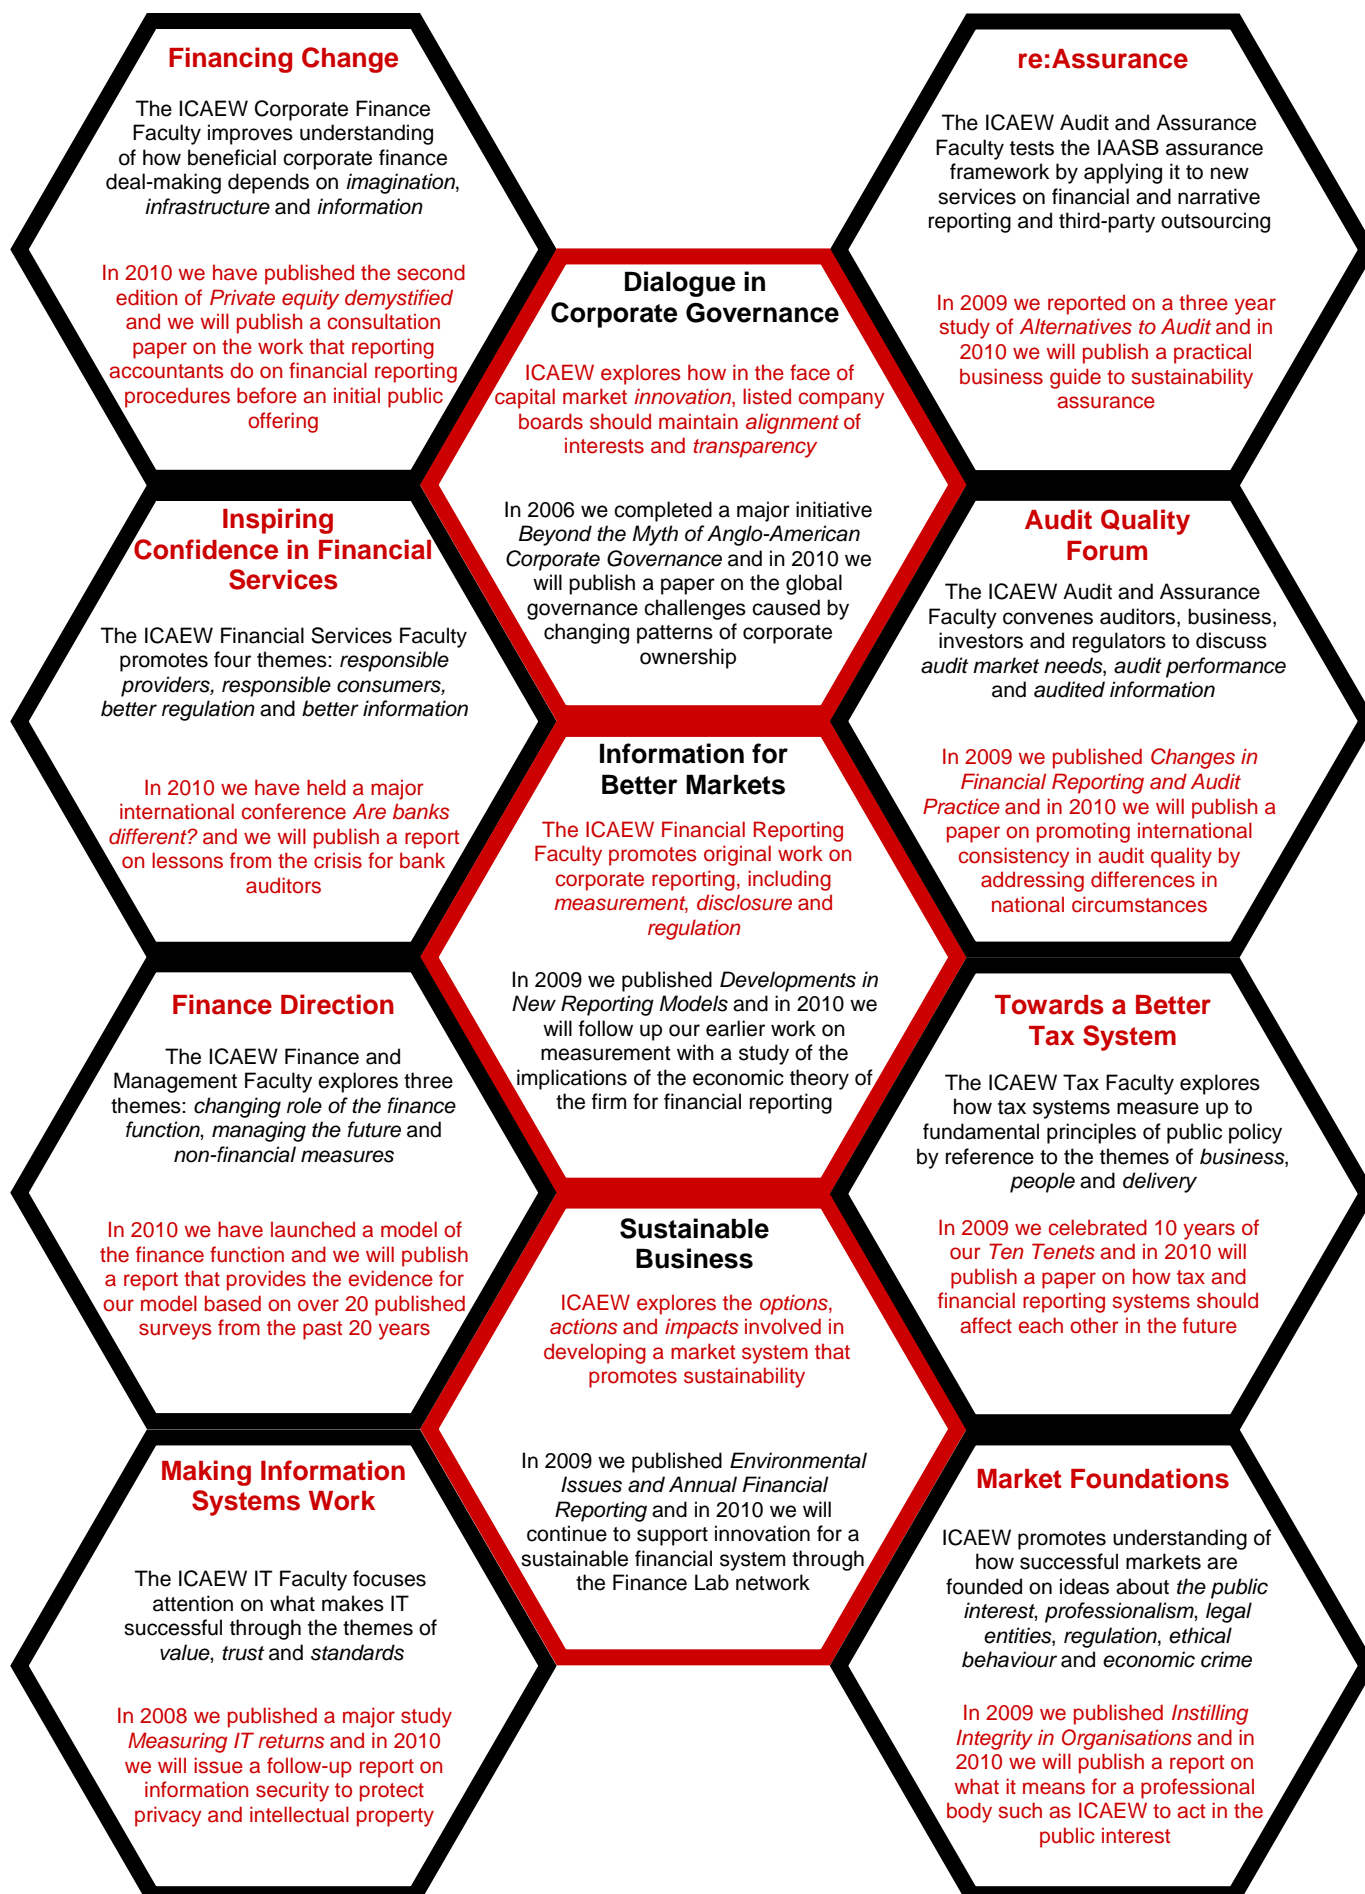 Financing Change
The ICAEW Corporate Finance
Faculty improves understanding
of how beneficial corporate finance
deal-making depends on imagination,
infrastructure and information
In 2010 we have published the second
edition of Private equity demystified
and we will publish a consultation
paper on the work that reporting
accountants do on financial reporting
procedures before an initial public
offering
Inspiring
Confidence in Financial
Services
The ICAEW Financial Services Faculty
promotes four themes: responsible
providers, responsible consumers,
better regulation and better information
In 2010 we have held a major
international conference Are banks
different? and we will publish a report
on lessons from the crisis for bank
auditors
Finance Direction
The ICAEW Finance and
Management Faculty explores three
themes: changing role of the finance
function, managing the future and
non-financial measures
In 2010 we have launched a model of
the finance function and we will publish
a report that provides the evidence for
our model based on over 20 published
surveys from the past 20 years
Making Information
Systems Work
The ICAEW IT Faculty focuses
attention on what makes IT
successful through the themes of
value, trust and standards
In 2008 we published a major study
Measuring IT returns and in 2010
we will issue a follow-up report on
information security to protect
privacy and intellectual property
Dialogue in
Corporate Governance
ICAEW explores how in the face of
capital market innovation, listed company
boards should maintain alignment of
interests and transparency
In 2006 we completed a major initiative
Beyond the Myth of Anglo-American
Corporate Governance and in 2010 we
will publish a paper on the global
governance challenges caused by
changing patterns of corporate
ownership
Information for
Better Markets
The ICAEW Financial Reporting
Faculty promotes original work on
corporate reporting, including
measurement, disclosure and
regulation
In 2009 we published Developments in
New Reporting Models and in 2010 we
will follow up our earlier work on
measurement with a study of the
implications of the economic theory of
the firm for financial reporting
Sustainable
Business
ICAEW explores the options,
actions and impacts involved in
developing a market system that
promotes sustainability
In 2009 we published Environmental
Issues and Annual Financial
Reporting and in 2010 we will
continue to support innovation for a
sustainable financial system through
the Finance Lab network
re:Assurance
The ICAEW Audit and Assurance
Faculty tests the IAASB assurance
framework by applying it to new
services on financial and narrative
reporting and third-party outsourcing
In 2009 we reported on a three year
study of Alternatives to Audit and in
2010 we will publish a practical
business guide to sustainability
assurance
Audit Quality
Forum
The ICAEW Audit and Assurance
Faculty convenes auditors, business,
investors and regulators to discuss
audit market needs, audit performance
and audited information
In 2009 we published Changes in
Financial Reporting and Audit
Practice and in 2010 we will publish a
paper on promoting international
consistency in audit quality by
addressing differences in
national circumstances
Towards a Better
Tax System
The ICAEW Tax Faculty explores
how tax systems measure up to
fundamental principles of public policy
by reference to the themes of business,
people and delivery
In 2009 we celebrated 10 years of
our Ten Tenets and in 2010 will
publish a paper on how tax and
financial reporting systems should
affect each other in the future
Market Foundations
ICAEW promotes understanding of
how successful markets are
founded on ideas about the public
interest, professionalism, legal
entities, regulation, ethical
behaviour and economic crime
In 2009 we published Instilling
Integrity in Organisations and in
2010 we will publish a report on
what it means for a professional
body such as ICAEW to act in the
public interest